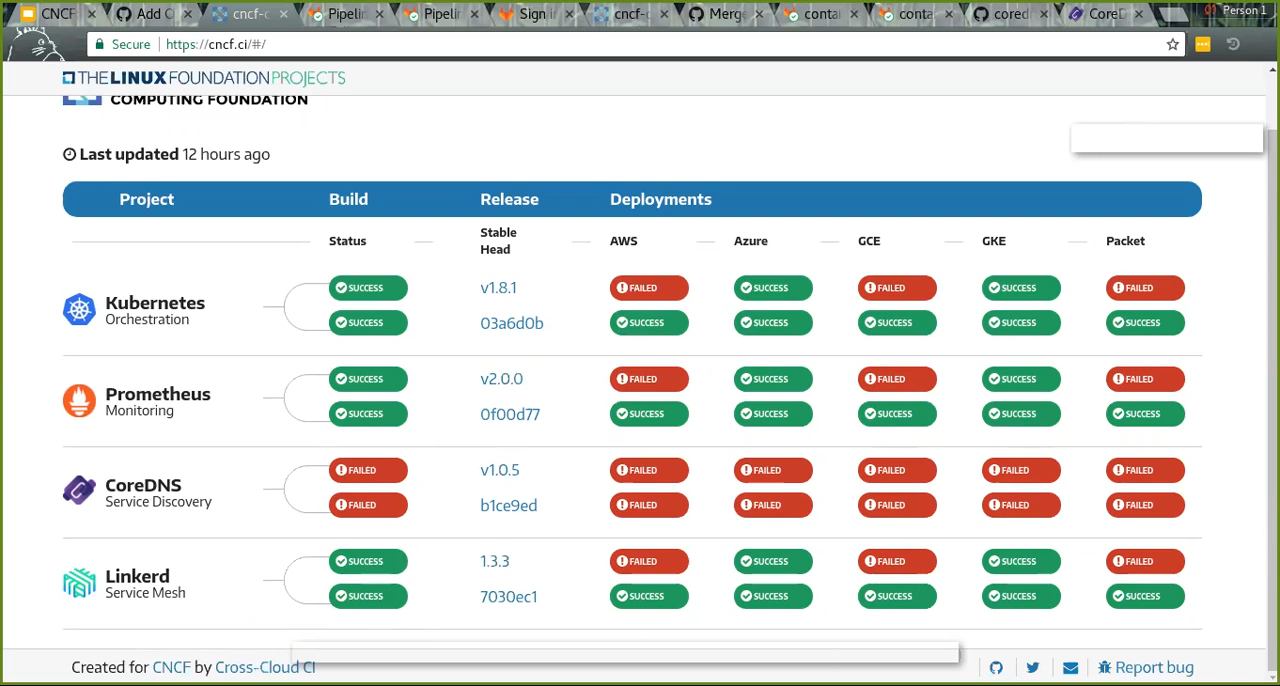 CNCF Add C cncf-c Pipelin Pipelin Sign in cncf-c Merge contai contai cored CoreD Person 1
Secure https://cncf.ci/#/
THE LINUX FOUNDATION PROJECTS
COMPUTING FOUNDATION
Last updated 12 hours ago
Project Build Release Deployments
Status Stable Head AWS Azure GCE GKE Packet
Kubernetes
Orchestration
SUCCESS v1.8.1 FAILED SUCCESS FAILED SUCCESS FAILED
SUCCESS 03a6d0b SUCCESS SUCCESS SUCCESS SUCCESS SUCCESS
Prometheus
Monitoring
SUCCESS v2.0.0 FAILED SUCCESS FAILED SUCCESS FAILED
SUCCESS 0f00d77 SUCCESS SUCCESS SUCCESS SUCCESS SUCCESS
CoreDNS
Service Discovery
FAILED v1.0.5 FAILED FAILED FAILED FAILED FAILED
FAILED b1ce9ed FAILED FAILED FAILED FAILED FAILED
Linkerd
Service Mesh
SUCCESS 1.3.3 FAILED SUCCESS FAILED SUCCESS FAILED
SUCCESS 7030ec1 SUCCESS SUCCESS SUCCESS SUCCESS SUCCESS
Created for CNCF by Cross-Cloud CI Report bug